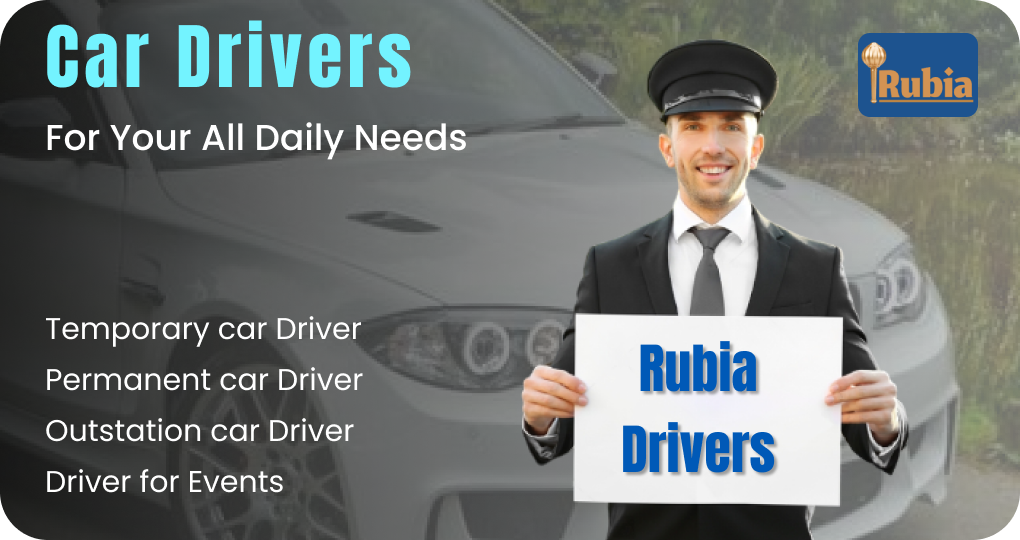 Car Drivers
For Your All Daily Needs
Rubia
Temporary car Driver
Permanent car Driver
Outstation car Driver
Driver for Events
Rubia
Drivers